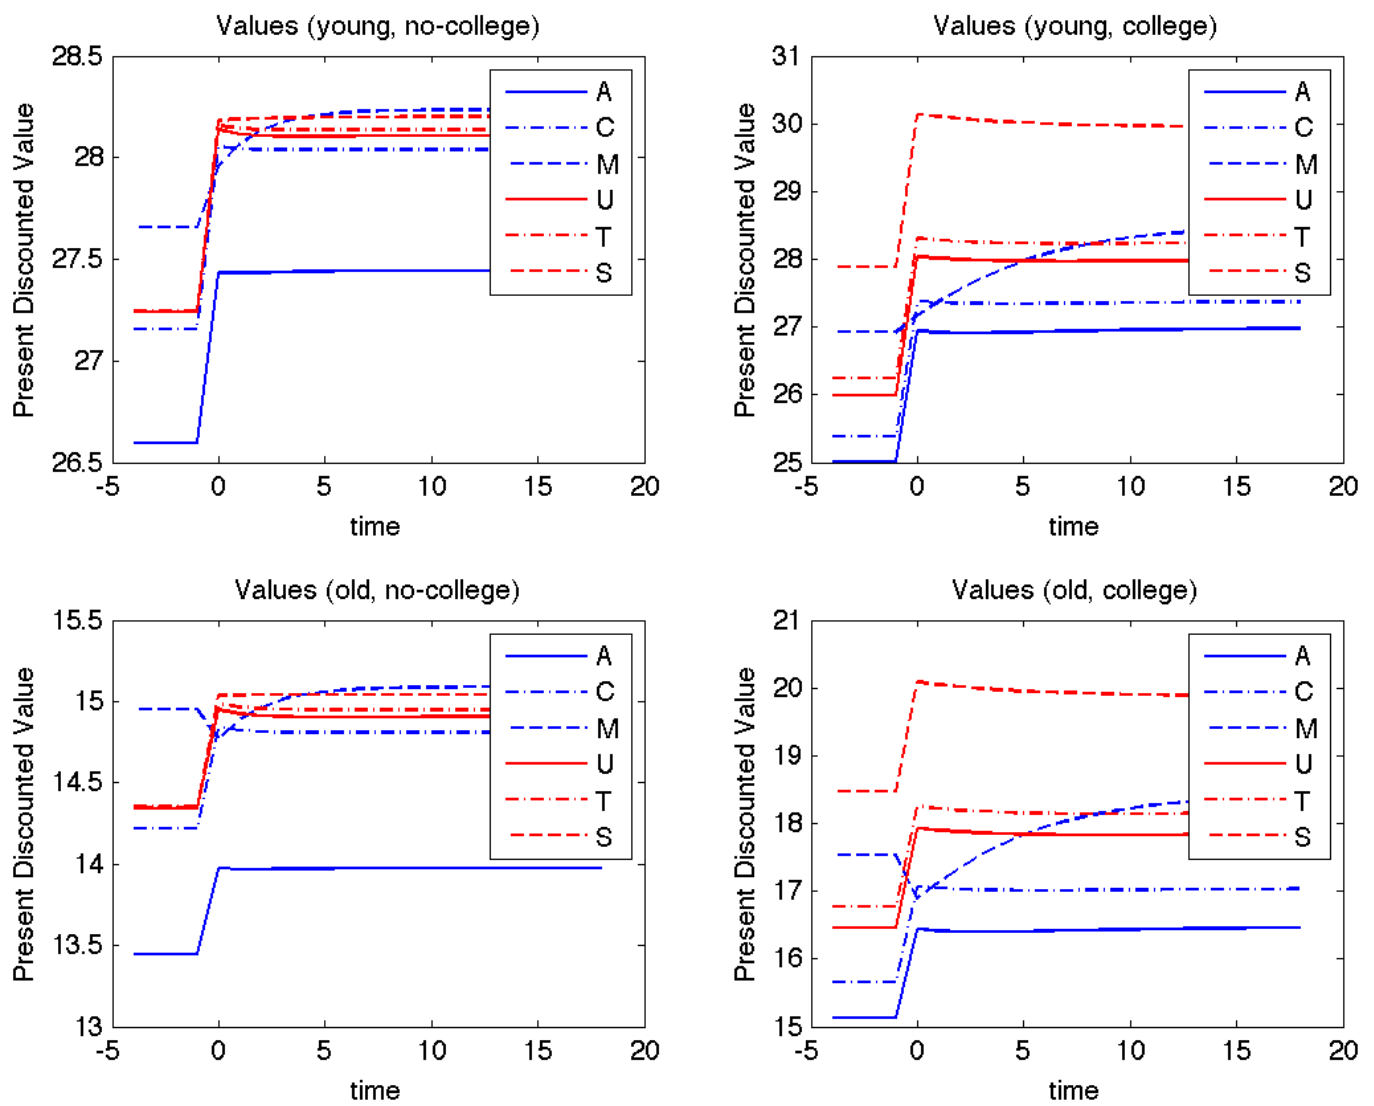 Values (young, no-college)
28.5
28
27.5
27
26.5
-5
0
5
10
15
20
Present Discounted Value
time
A
C
M
U
T
S
Values (young, college)
31
30
29
28
27
26
25
-5
0
5
10
15
20
Present Discounted Value
time
A
C
M
U
T
S
Values (old, no-college)
15.5
15
14.5
14
13.5
13
-5
0
5
10
15
20
Present Discounted Value
time
A
C
M
U
T
S
Values (old, college)
21
20
19
18
17
16
15
-5
0
5
10
15
20
Present Discounted Value
time
A
C
M
U
T
S